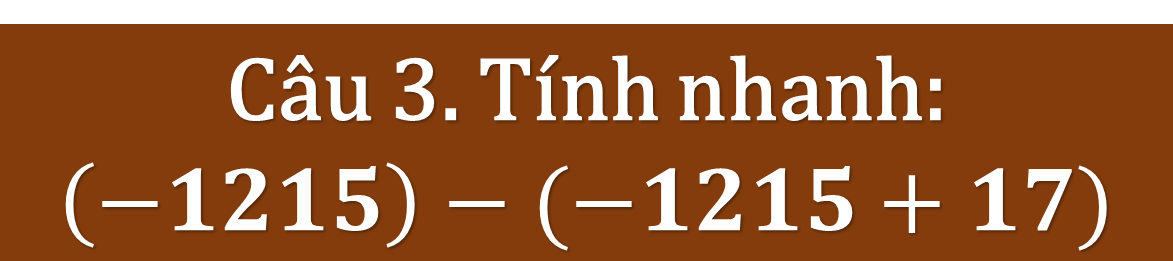 Câu 3. Tính nhanh:
(−1215) − (−1215 + 17)